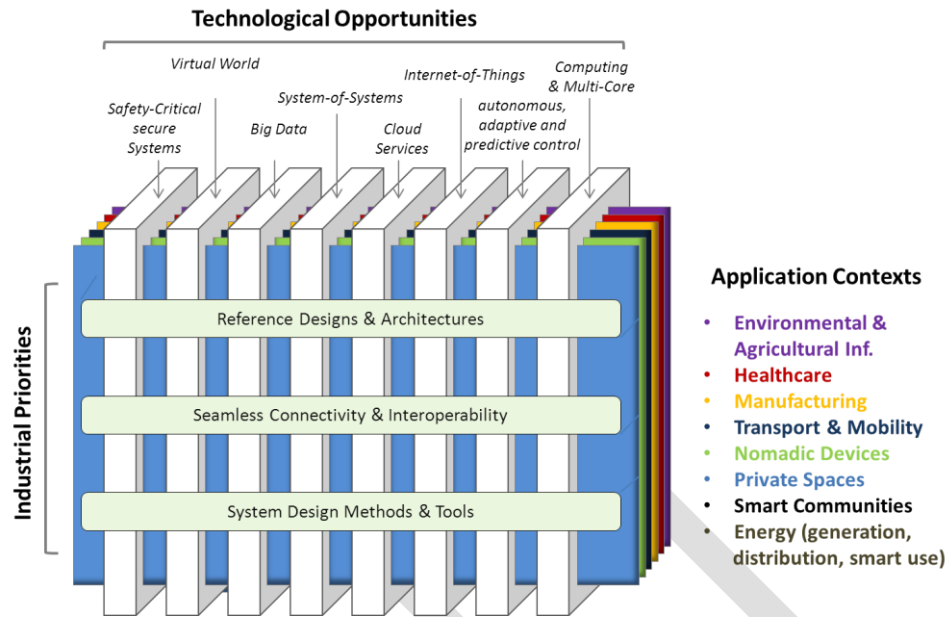 Technological Opportunities
Virtual World
Internet-of-Things
Computing
& Multi-Core
System-of-Systems
Safety-Critical
secure
Systems
Big Data
Cloud
Services
autonomous,
adaptive and
predictive control
Industrial Priorities
Reference Designs & Architectures
Seamless Connectivity & Interoperability
System Design Methods & Tools
Application Contexts
• Environmental &
Agricultural Inf.
• Healthcare
• Manufacturing
• Transport & Mobility
• Nomadic Devices
• Private Spaces
• Smart Communities
• Energy (generation,
distribution, smart use)